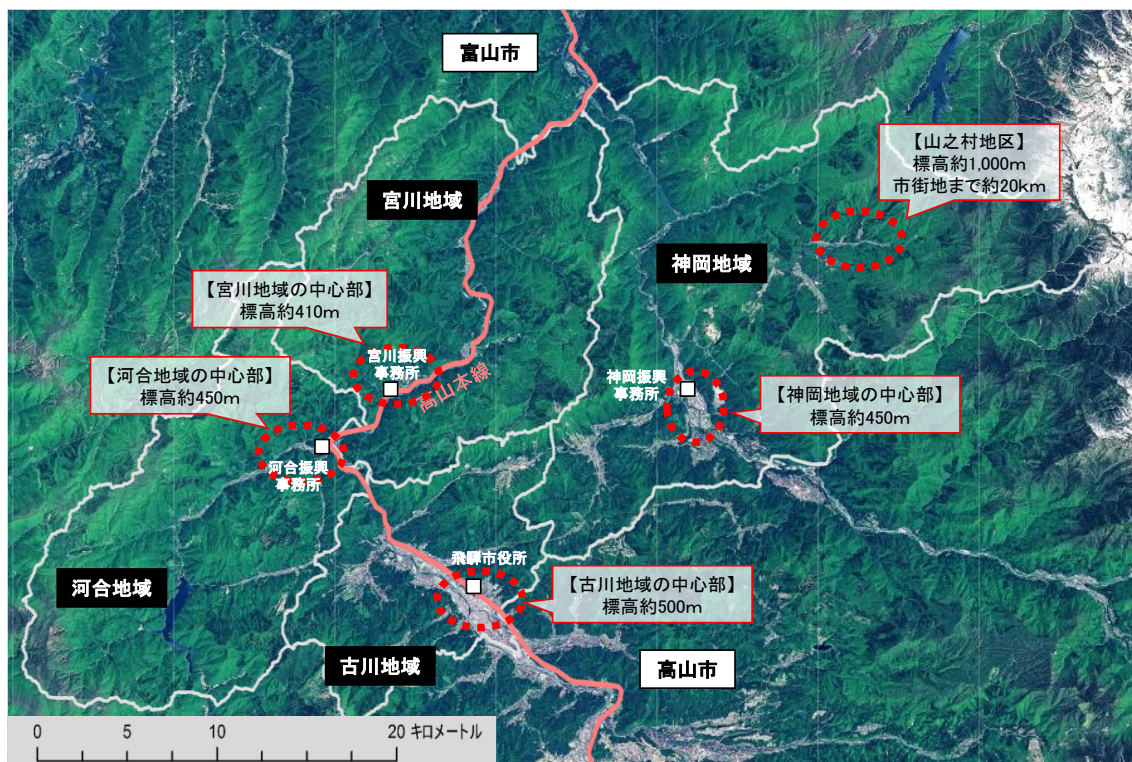 富山市
【山之村地区】
標高約1,000m
市街地まで約20km
宮川地域
神岡地域
【宮川地域の中心部】
標高約410m
宮川振興
事務所
高山本線
【河合地域の中心部】
標高約450m
神岡振興
事務所
【神岡地域の中心部】
標高約450m
河合振興
事務所
飛騨市役所
河合地域
【古川地域の中心部】
標高約500m
古川地域
高山市
0 5 10 20 キロメートル